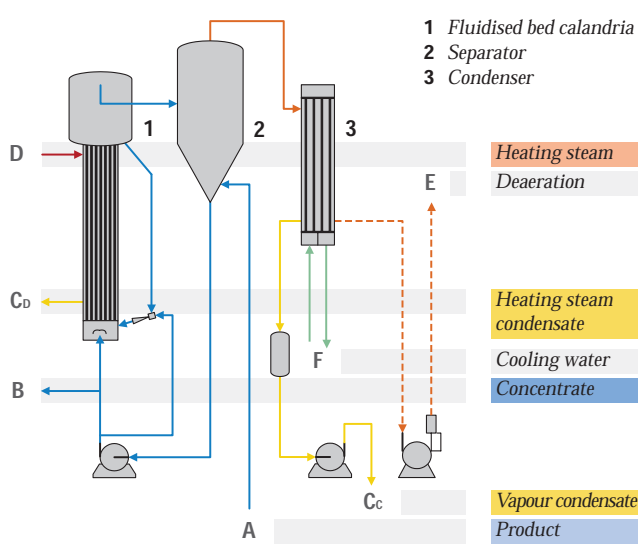 1 Fluidised bed calandria
2 Separator
3 Condenser
1
2
3
D
Heating steam
E
Deaeration
CD
Heating steam
condensate
F
Cooling water
B
Concentrate
Cc
Vapour condensate
A
Product